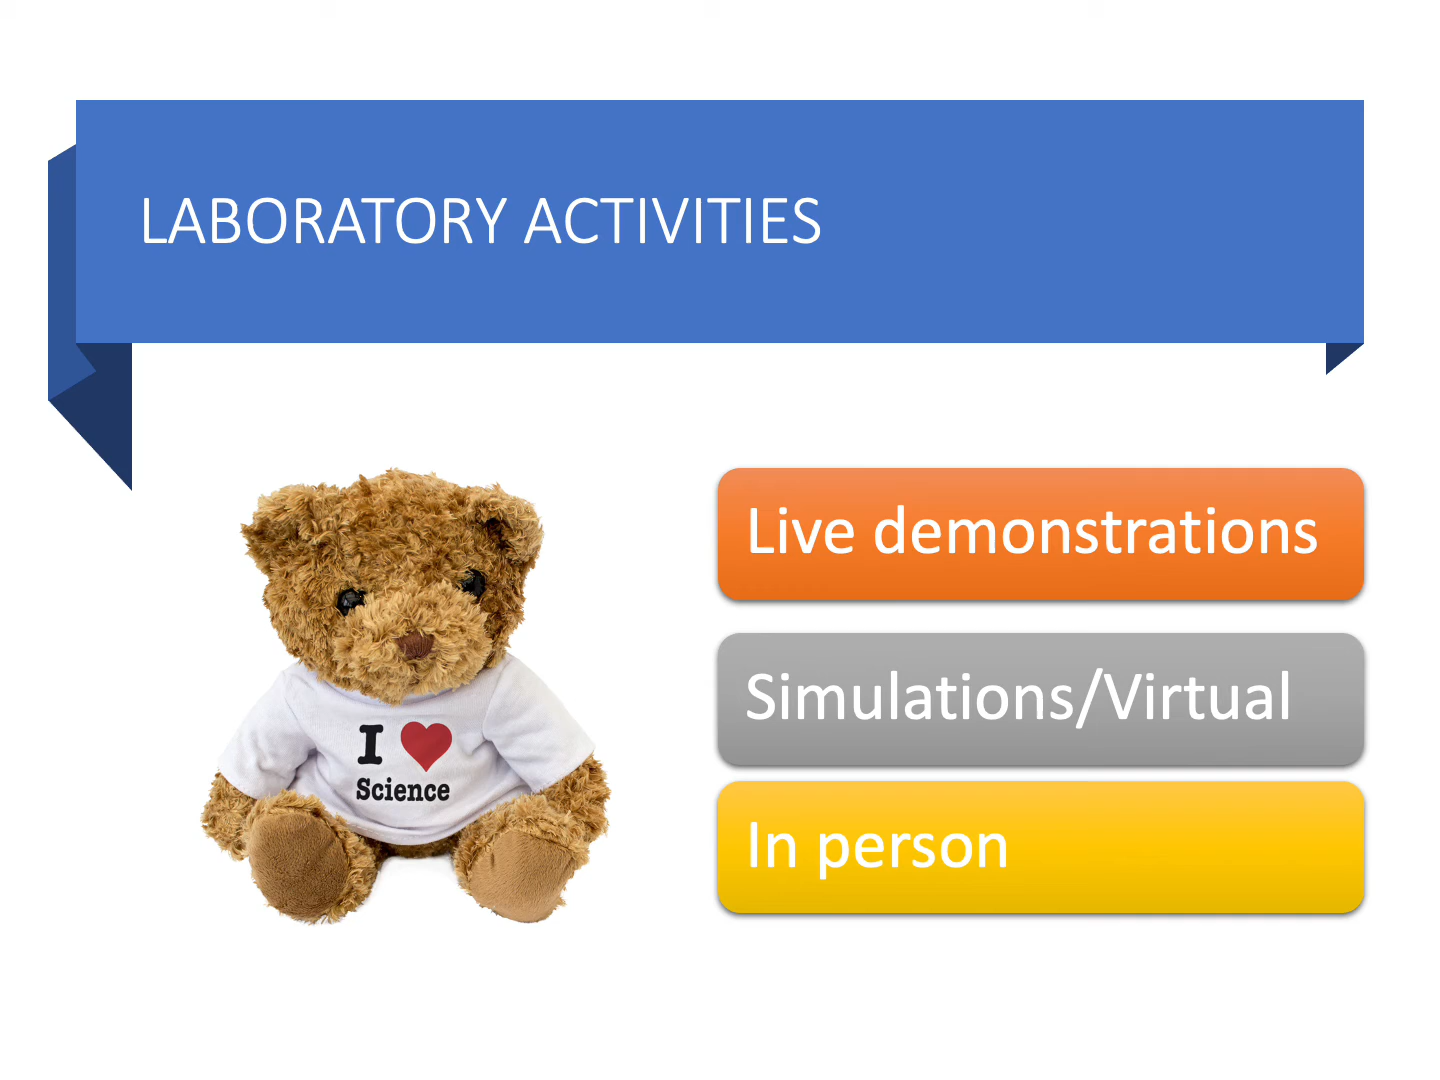 LABORATORY ACTIVITIES
Live demonstrations
Simulations/Virtual
In person
I ❤
Science